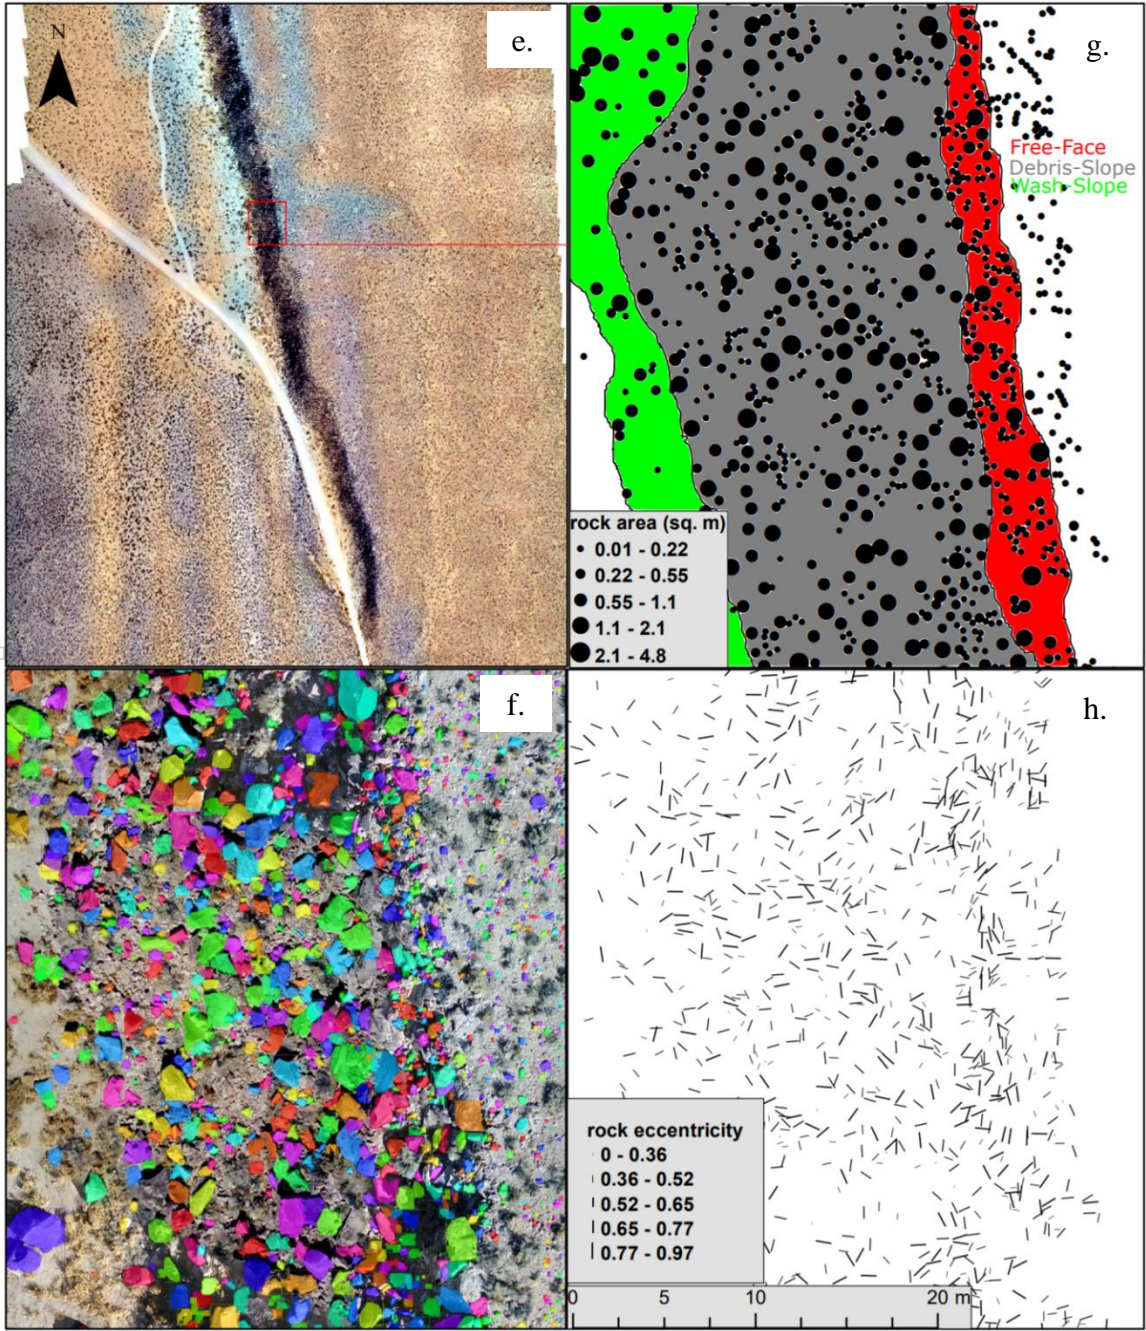 N
e.
g.
Free-Face
Debris-Slope
Wash-Slope
rock area (sq. m)
0.01 - 0.22
0.22 - 0.55
0.55 - 1.1
1.1 - 2.1
2.1 - 4.8
f.
h.
rock eccentricity
0 - 0.36
0.36 - 0.52
0.52 - 0.65
0.65 - 0.77
0.77 - 0.97
0 5 10 20 m